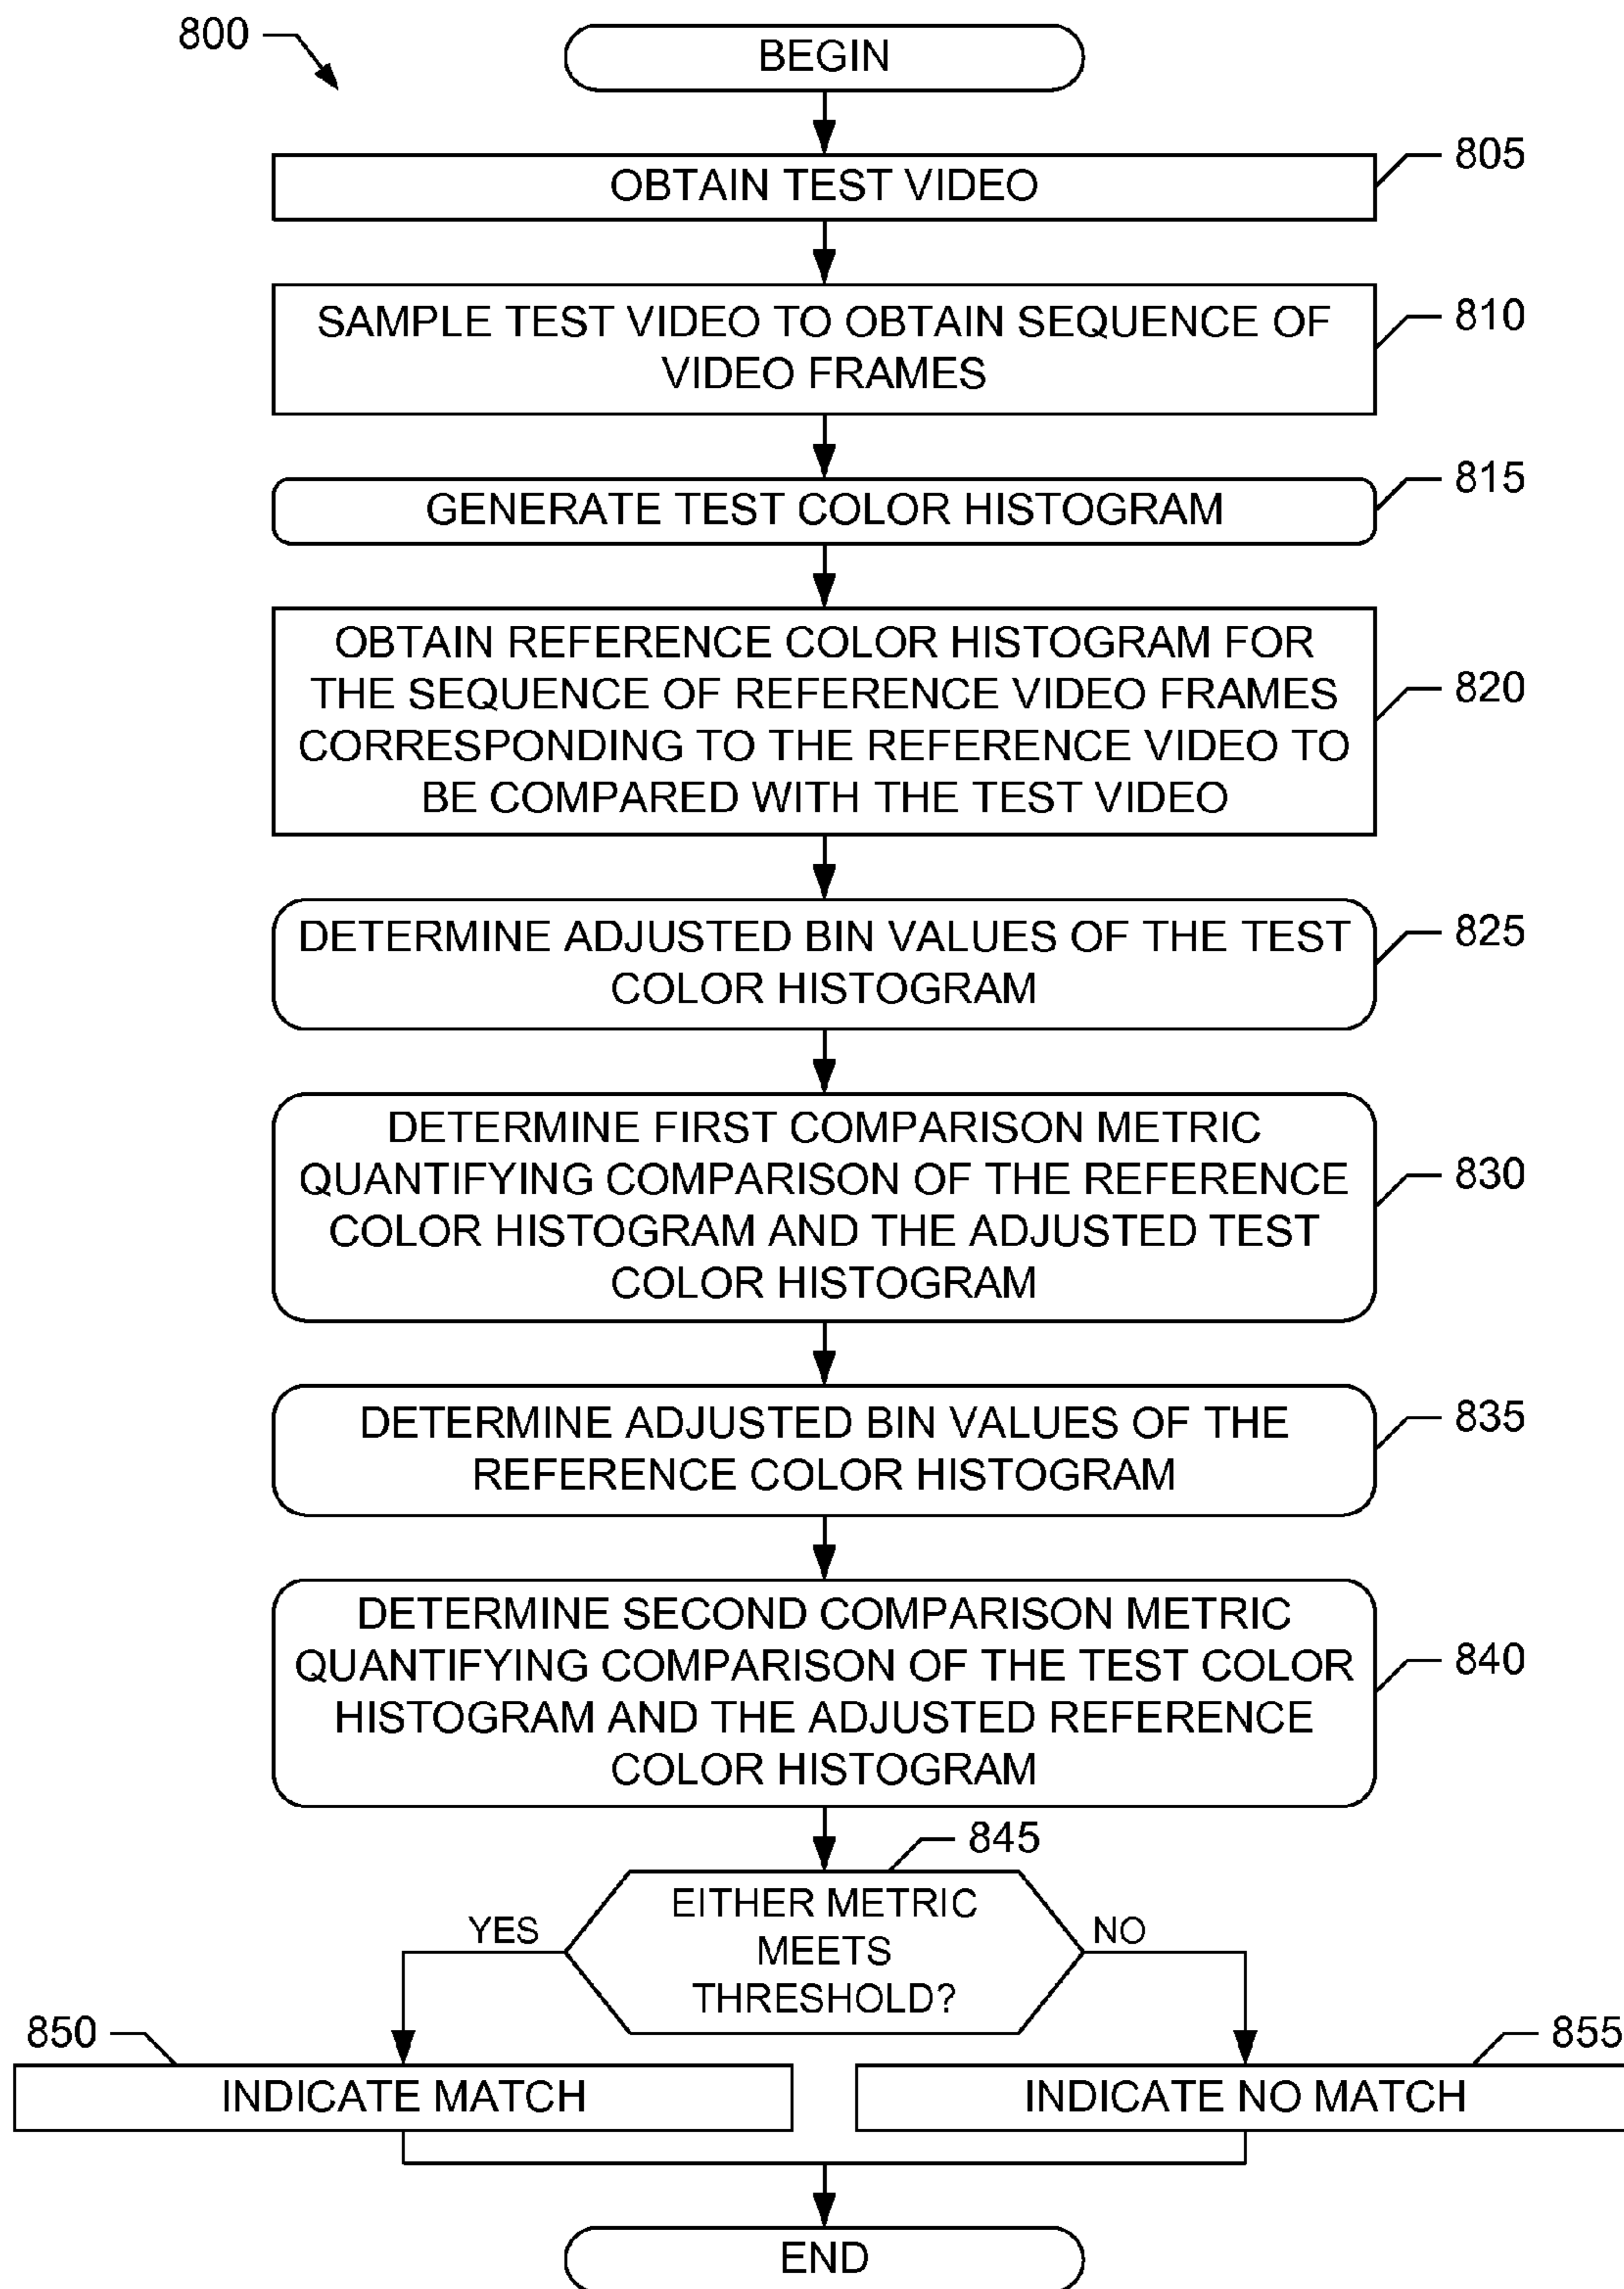 800
BEGIN
805
OBTAIN TEST VIDEO
810
SAMPLE TEST VIDEO TO OBTAIN SEQUENCE OF
VIDEO FRAMES
815
GENERATE TEST COLOR HISTOGRAM
OBTAIN REFERENCE COLOR HISTOGRAM FOR
THE SEQUENCE OF REFERENCE VIDEO FRAMES
820
CORRESPONDING TO THE REFERENCE VIDEO TO
BE COMPARED WITH THE TEST VIDEO
DETERMINE ADJUSTED BIN VALUES OF THE TEST
825
COLOR HISTOGRAM
DETERMINE FIRST COMPARISON METRIC
QUANTIFYING COMPARISON OF THE REFERENCE
830
COLOR HISTOGRAM AND THE ADJUSTED TEST
COLOR HISTOGRAM
DETERMINE ADJUSTED BIN VALUES OF THE
835
REFERENCE COLOR HISTOGRAM
DETERMINE SECOND COMPARISON METRIC
QUANTIFYING COMPARISON OF THE TEST COLOR
840
HISTOGRAM AND THE ADJUSTED REFERENCE
COLOR HISTOGRAM
845
EITHER METRIC
MEETS
THRESHOLD?
YES
NO
850
INDICATE MATCH
855
INDICATE NO MATCH
END